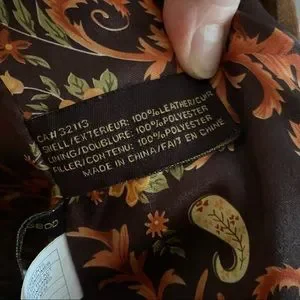 CA# 32113
SHELL/EXTERIEUR: 100%LEATHER/CUIR
LINING/DOUBLURE: 100%POLYESTER
FILLER/CONTENU: 100%POLYESTER
MADE IN CHINA/FAIT EN CHINE